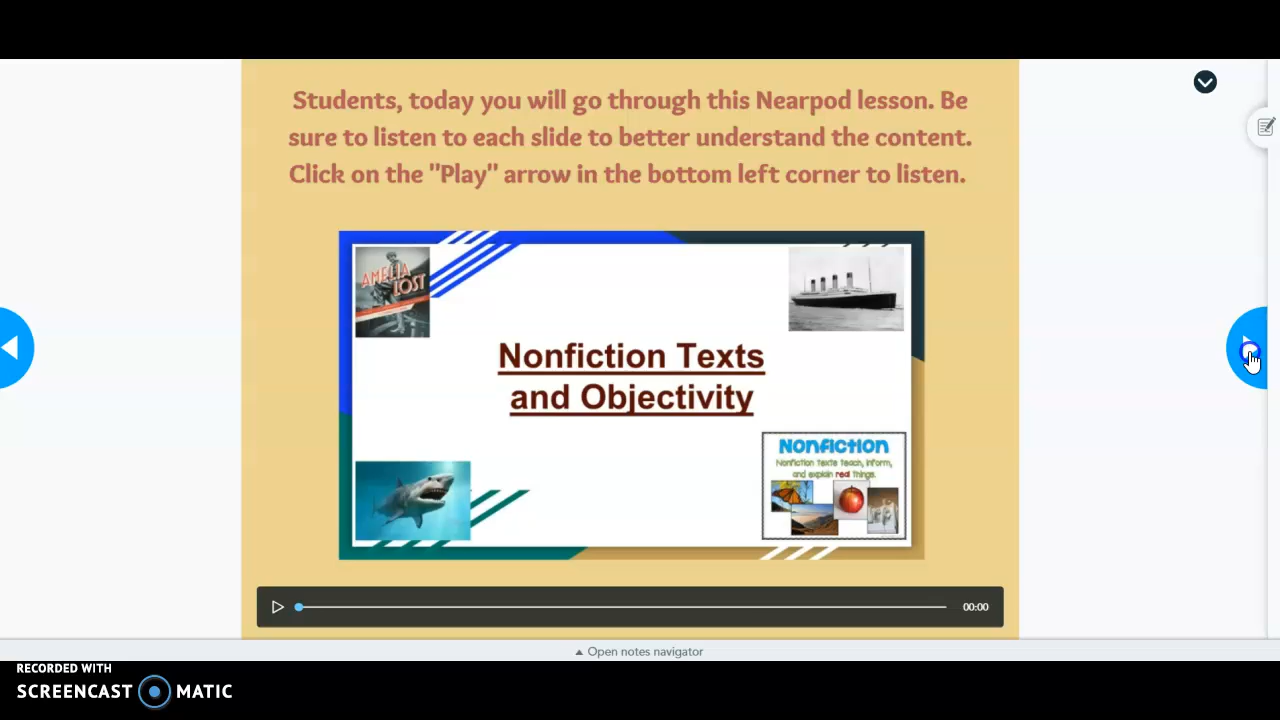 Students, today you will go through this Nearpod lesson. Be
sure to listen to each slide to better understand the content.
Click on the "Play" arrow in the bottom left corner to listen.
AMELIA
LOST
Nonfiction Texts
and Objectivity
Nonfiction
Nonfiction texts teach, inform,
and explain real things.
00:00
Open notes navigator
RECORDED WITH
SCREENCAST MATIC